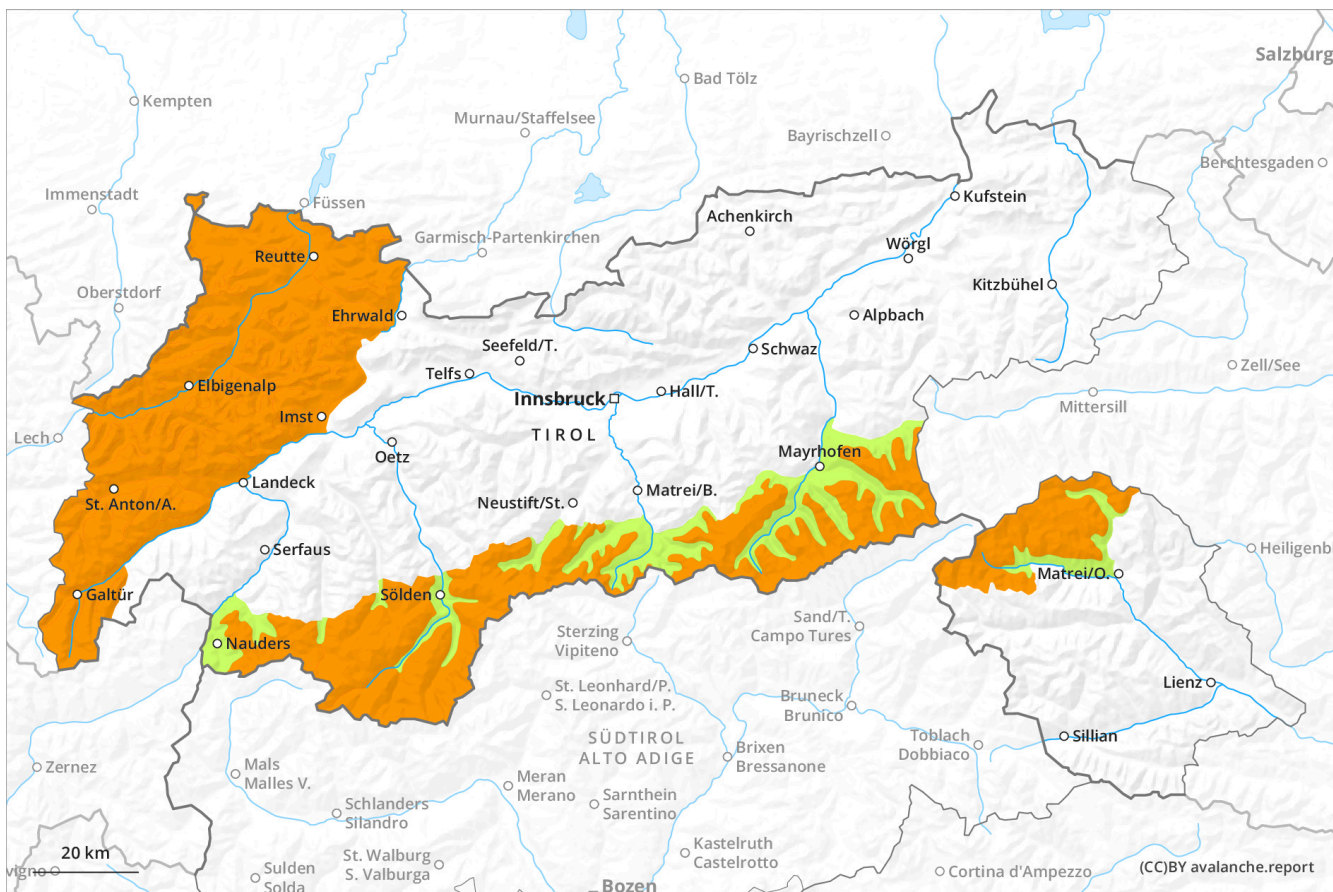 Salzburg
Bad Tölz
Kempten
Murnau/Staffelsee
Bayrischzell
Berchtesgaden
Immenstadt
Füssen
Kufstein
Achenkirch
Garmisch-Partenkirchen
Wörgl
Reutte
Oberstdorf
Kitzbühel
Ehrwald
Alpbach
Seefeld/T.
Schwaz
Zell/See
Telfs
Elbigenalp
Hall/T.
Innsbruck
Mittersill
Imst
TIROL
Lech
Oetz
Mayrhofen
Landeck
Matrei/B.
St. Anton/A.
Neustift/St.
Serfaus
Heiligenb
Matrei/O.
Galtür
Sölden
Sand/T.
Campo Tures
Sterzing
Vipiteno
Nauders
Lienz
St. Leonhard/P.
S. Leonardo i. P.
Bruneck
Brunico
Sillian
SÜDTIROL
ALTO ADIGE
Toblach
Dobbiaco
Brixen
Bressanone
Zernez
Mals
Malles V.
Meran
Merano
Schlanders
Silandro
Sarnthein
Sarentino
20 km
Kastelruth
Castelrotto
St. Walburg
S. Valburga
vigno
Sulden
Solda
Cortina d'Ampezzo
(CC)BY avalanche.report
Bozen